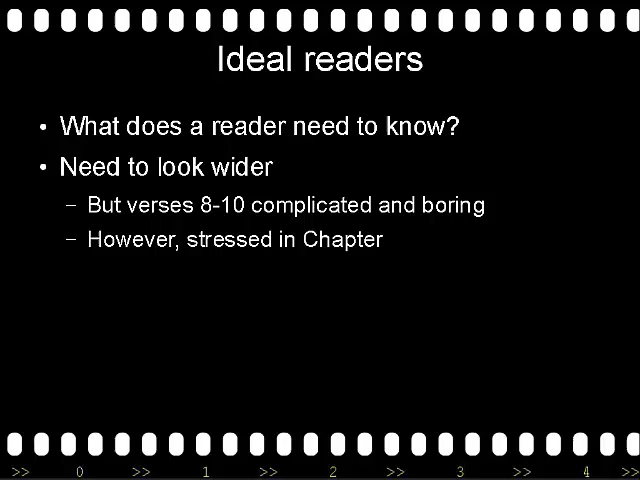 Ideal readers
• What does a reader need to know?
• Need to look wider
– But verses 8-10 complicated and boring
– However, stressed in Chapter
>> 0 >> 1 >> 2 >> 3 >> 4 >>